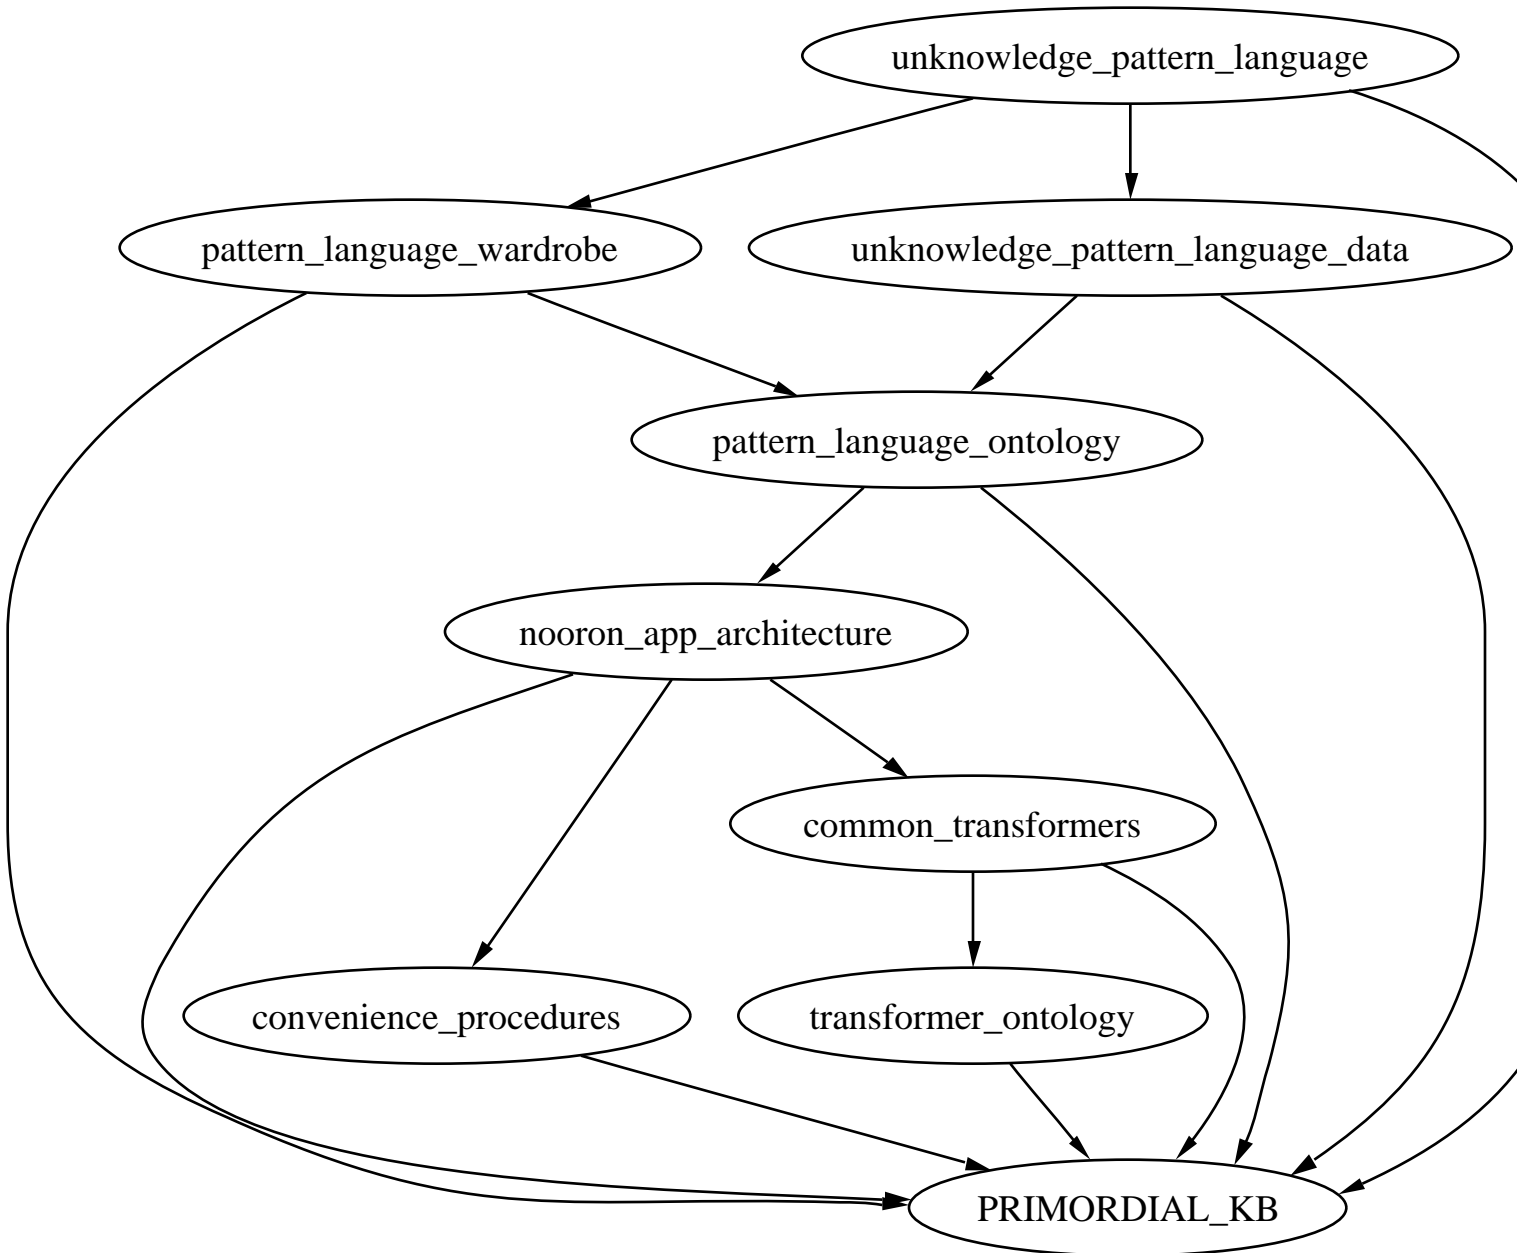 unknowledge_pattern_language
pattern_language_wardrobe
unknowledge_pattern_language_data
pattern_language_ontology
nooron_app_architecture
common_transformers
convenience_procedures
transformer_ontology
PRIMORDIAL_KB